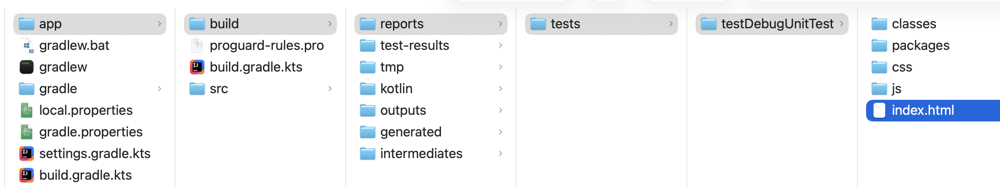 app
gradlew.bat
gradlew
gradle
local.properties
gradle.properties
settings.gradle.kts
build.gradle.kts
build
proguard-rules.pro
build.gradle.kts
src
reports
test-results
tmp
kotlin
outputs
generated
intermediates
tests
testDebugUnitTest
classes
packages
css
js
index.html